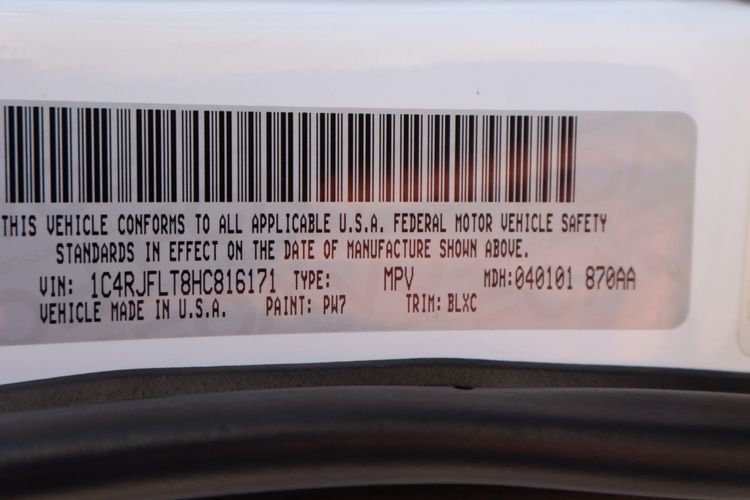 THIS VEHICLE CONFORMS TO ALL APPLICABLE U.S.A. FEDERAL MOTOR VEHICLE SAFETY
STANDARDS IN EFFECT ON THE DATE OF MANUFACTURE SHOWN ABOVE.
VIN: 1C4RJFLT8HC816171 TYPE: MPV MDH:040101 870AA
VEHICLE MADE IN U.S.A. PAINT: PW7 TRIM: BLXC